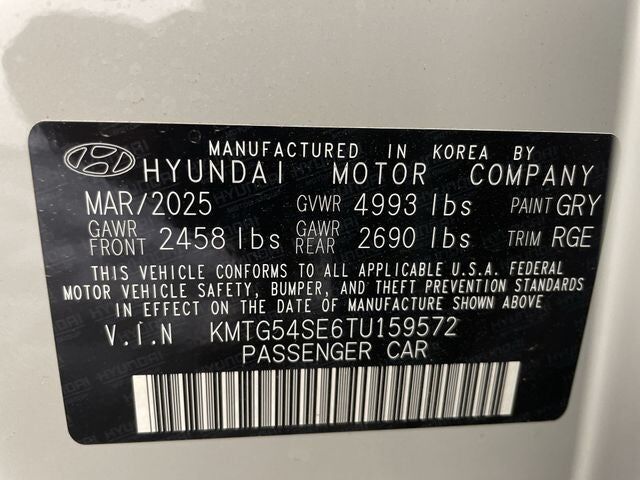 MANUFACTURED IN KOREA BY
HYUNDAI MOTOR COMPANY
MAR/2025 GVWR 4993 lbs PAINT GRY
GAWR FRONT 2458 lbs GAWR REAR 2690 lbs TRIM RGE
THIS VEHICLE CONFORMS TO ALL APPLICABLE U.S.A. FEDERAL
MOTOR VEHICLE SAFETY, BUMPER, AND THEFT PREVENTION STANDARDS
IN EFFECT ON THE DATE OF MANUFACTURE SHOWN ABOVE
V.I.N KMTG54SE6TU159572
PASSENGER CAR